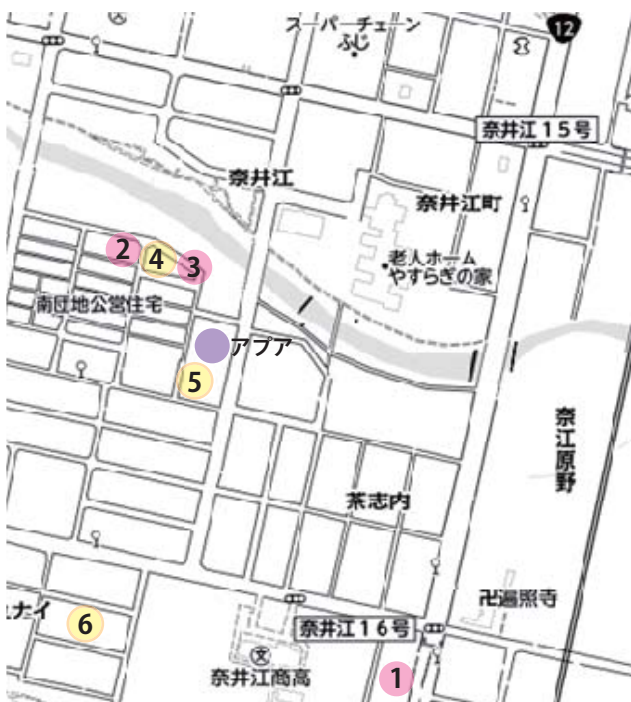 スーパーチェーン
ふじ
12
奈井江15号
奈井江
奈井江町
老人ホーム
やすらぎの家
2
4
3
南団地公営住宅
アプア
5
奈江原野
茶志内
卍遍照寺
ュナイ
6
奈井江16号
文
奈井江商高
1